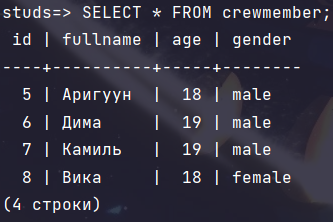 studs=> SELECT * FROM crewmember;
 id | fullname | age | gender
----+----------+-----+--------
  5 | Аригуун  |  18 | male
  6 | Дима     |  19 | male
  7 | Камиль   |  19 | male
  8 | Вика     |  18 | female
(4 строки)